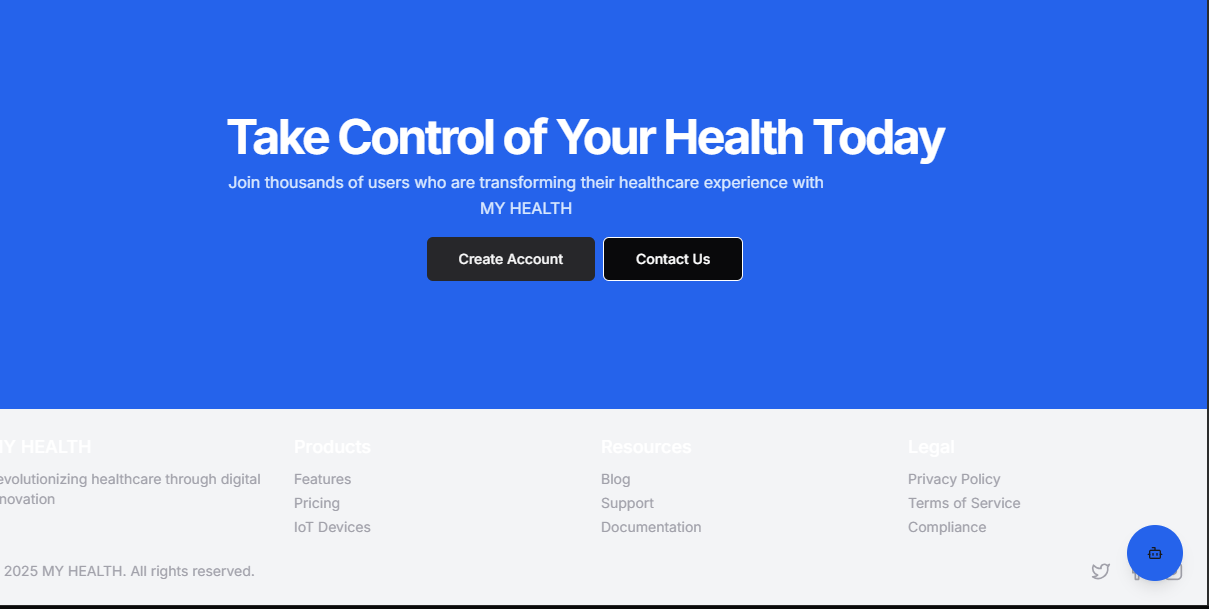 Take Control of Your Health Today
Join thousands of users who are transforming their healthcare experience with
MY HEALTH
Create Account
Contact Us
MY HEALTH
evolutionizing healthcare through digital
novation
Products
Features
Pricing
IoT Devices
Resources
Blog
Support
Documentation
Legal
Privacy Policy
Terms of Service
Compliance
2025 MY HEALTH. All rights reserved.